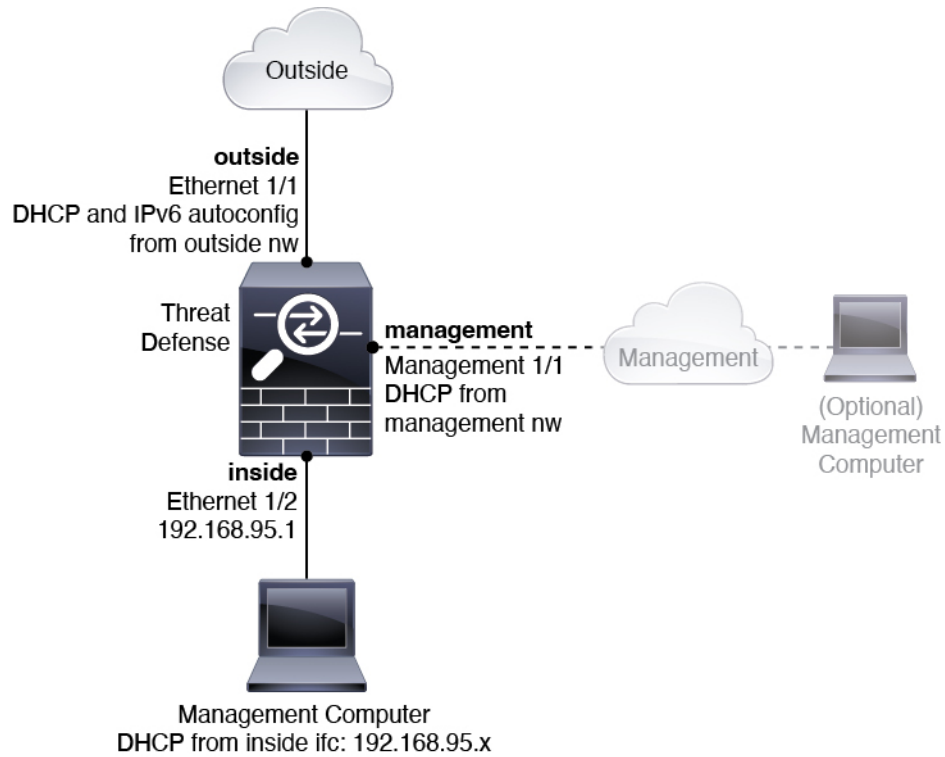 Outside
outside
Ethernet 1/1
DHCP and IPv6 autoconfig
from outside nw
Threat
Defense
management
Management 1/1
DHCP from
management nw
Management
(Optional)
Management
Computer
inside
Ethernet 1/2
192.168.95.1
Management Computer
DHCP from inside ifc: 192.168.95.x